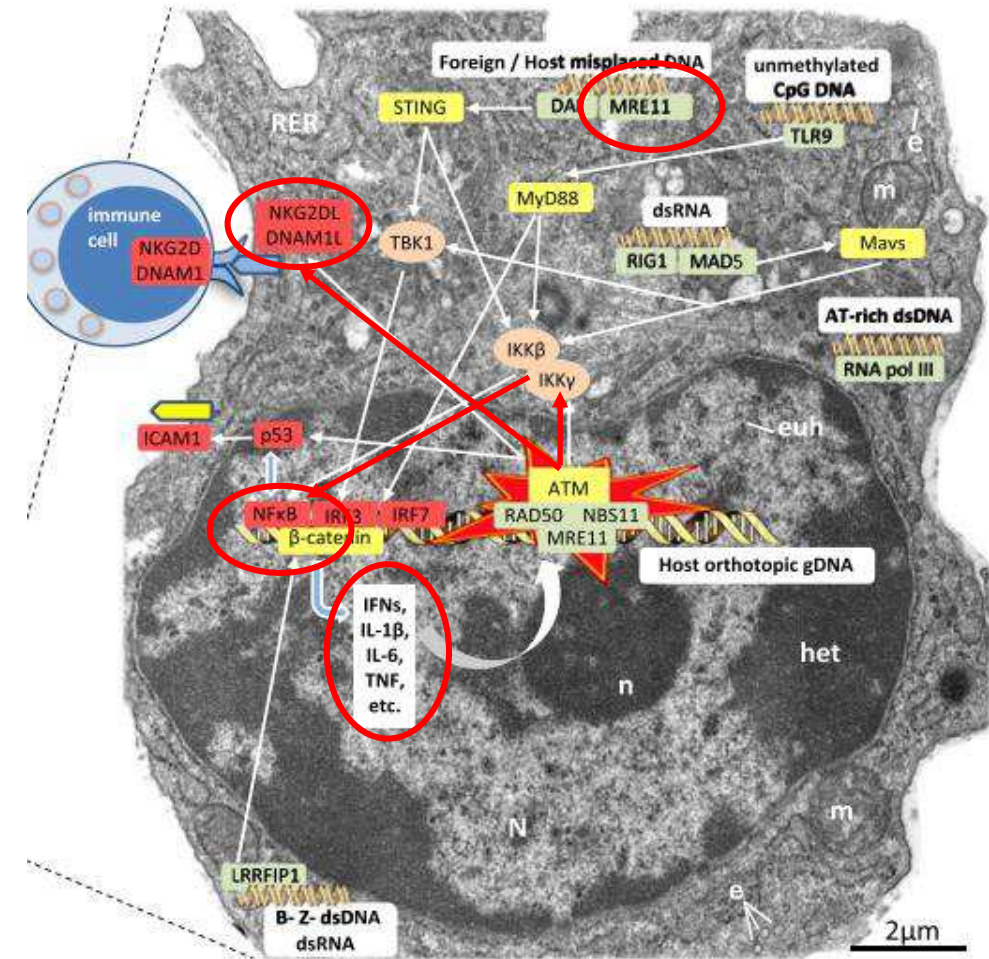 Foreign / Host misplaced DNA
unmethylated
CpG DNA
STING
MRE11
RER
TLR9
e
m
immune
cell
NKG2DL
DNAM1L
MyD88
dsRNA
TBK1
NKG2D
DNAM1
RIG1 MAD5
Mavs
AT-rich dsDNA
RNA pol III
IKKβ
IKKγ
euh
ICAM1
p53
ATM
NFκB IRF3 IRF7
RAD50 NBS11
β-catenin
MRE11
Host orthotopic gDNA
IFNs,
IL-1β,
IL-6,
TNF,
etc.
het
n
N
m
LRRFIP1
e
B- Z- dsDNA
dsRNA
2μm